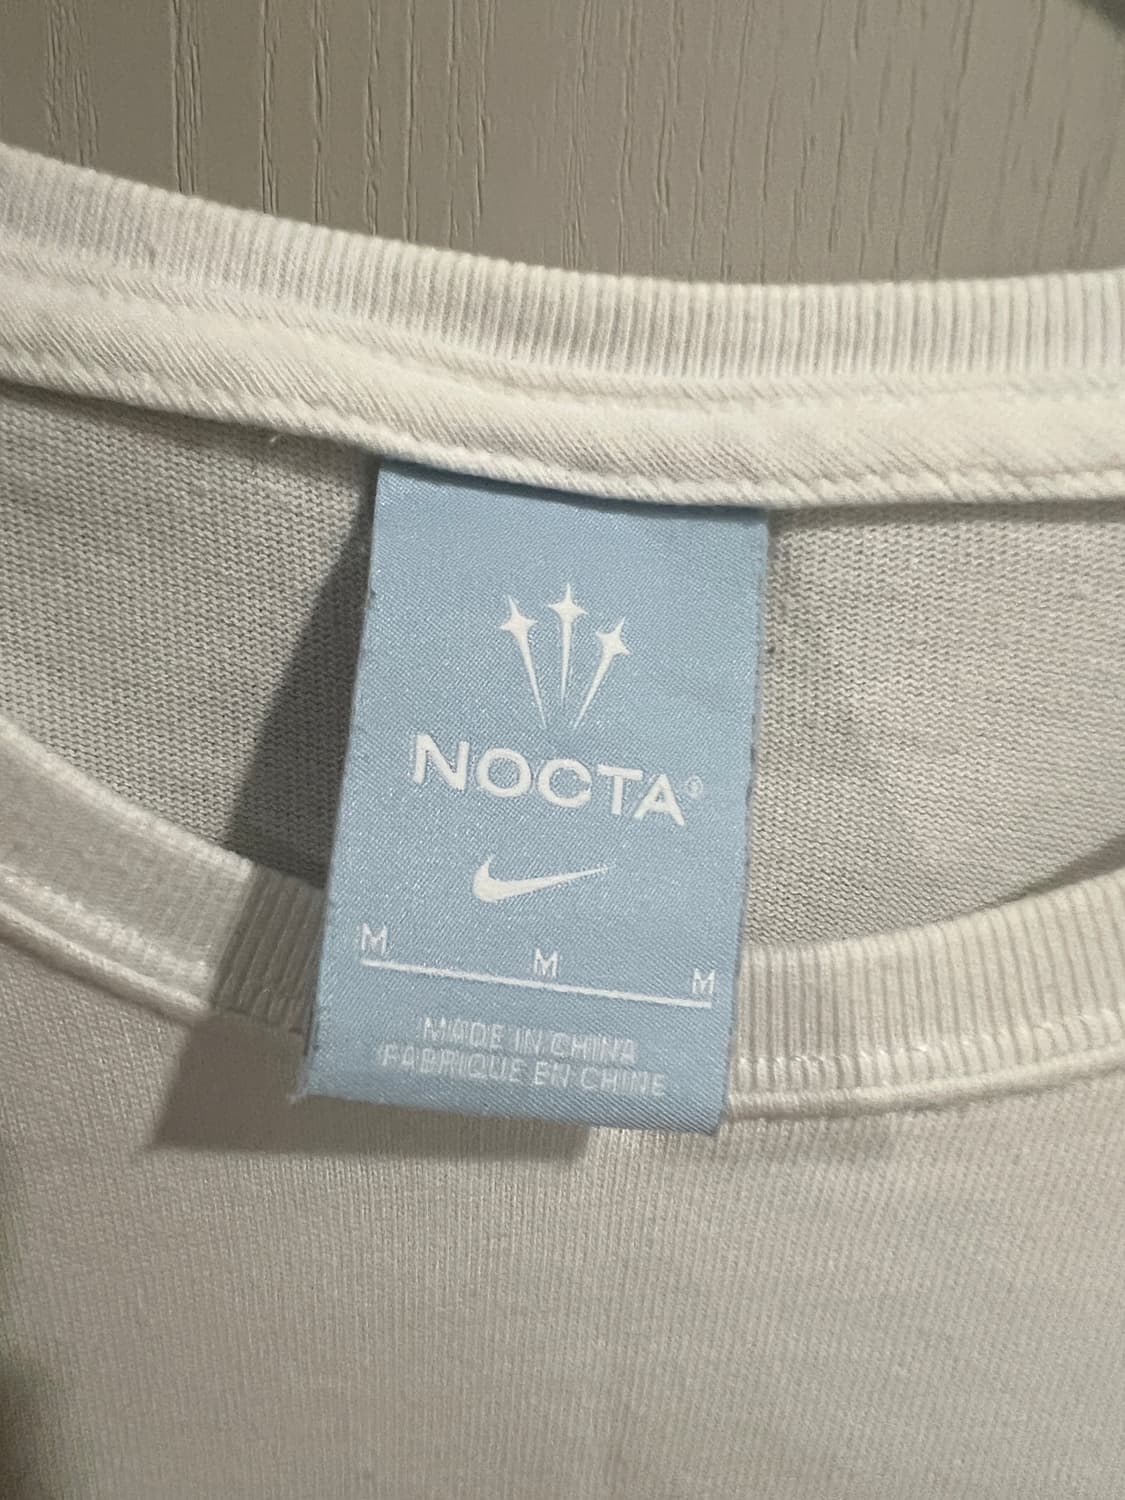 NOCTA®
M M M
MADE IN CHINA
FABRIQUE EN CHINE